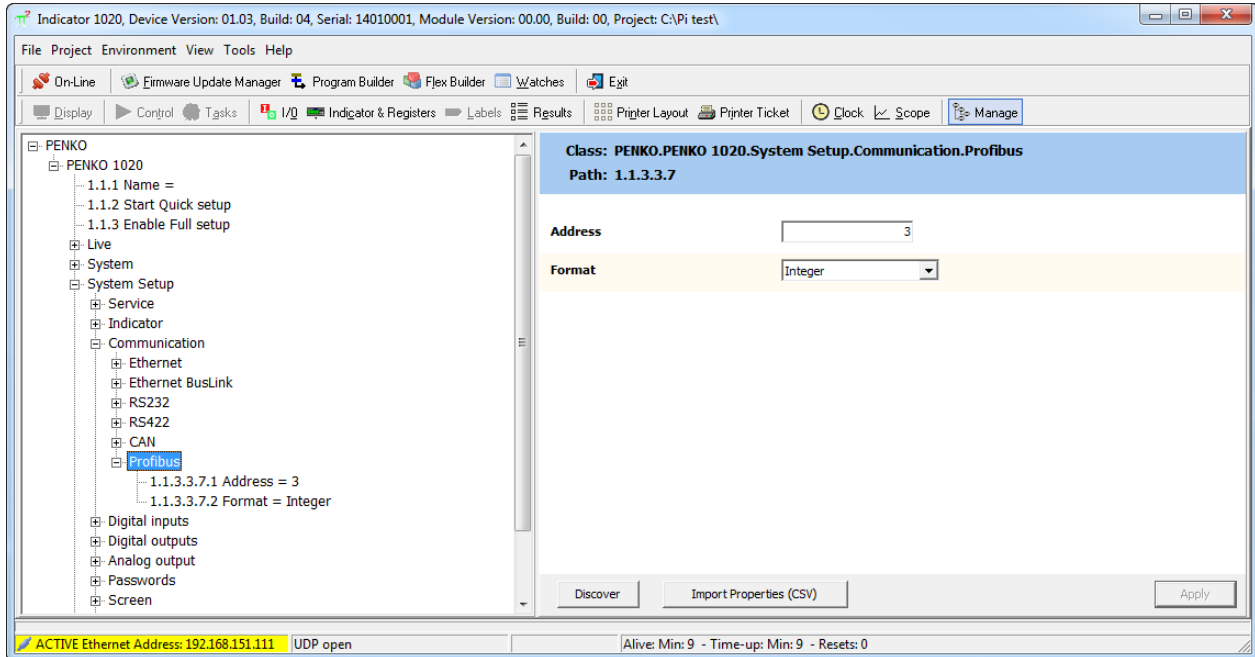 π² Indicator 1020, Device Version: 01.03, Build: 04, Serial: 14010001, Module Version: 00.00, Build: 00, Project: C:\Pi test\
File Project Environment View Tools Help
On-Line Firmware Update Manager Program Builder Flex Builder Watches Exit
Display Control Tasks I/O Indicator & Registers Labels Results Printer Layout Printer Ticket Clock Scope Manage
PENKO
PENKO 1020
1.1.1 Name =
1.1.2 Start Quick setup
1.1.3 Enable Full setup
Live
System
System Setup
Service
Indicator
Communication
Ethernet
Ethernet BusLink
RS232
RS422
CAN
Profibus
1.1.3.3.7.1 Address = 3
1.1.3.3.7.2 Format = Integer
Digital inputs
Digital outputs
Analog output
Passwords
Screen
Class: PENKO.PENKO 1020.System Setup.Communication.Profibus
Path: 1.1.3.3.7
Address 3
Format Integer
Discover Import Properties (CSV) Apply
ACTIVE Ethernet Address: 192.168.151.111 UDP open Alive: Min: 9 - Time-up: Min: 9 - Resets: 0